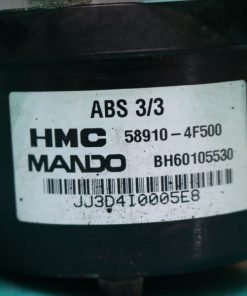 ABS 3/3
HMC 58910-4F500
MANDO BH60105530
JJ3D4I0005E8